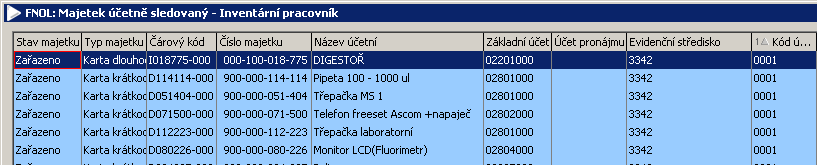 FNOL: Majetek účetně sledovaný - Inventární pracovník
Stav majetku Typ majetku Čárový kód Číslo majetku Název účetní Základní účet Účet pronájmu Evidenční středisko 1 Kód ú...
Zařazeno Karta dlouhod I018775-000 000-100-018-775 DIGESTOŘ 02201000 3342 0001
Zařazeno Karta krátkod D114114-000 900-000-114-114 Pipeta 100 - 1000 ul 02801000 3342 0001
Zařazeno Karta krátkod D051404-000 900-000-051-404 Třepačka MS 1 02801000 3342 0001
Zařazeno Karta krátkod D071500-000 900-000-071-500 Telefon freeset Ascom +napaječ 02802000 3342 0001
Zařazeno Karta krátkod D112223-000 900-000-112-223 Třepačka laboratorní 02801000 3342 0001
Zařazeno Karta krátkod D080226-000 900-000-080-226 Monitor LCD(Fluorimetr) 02804000 3342 0001